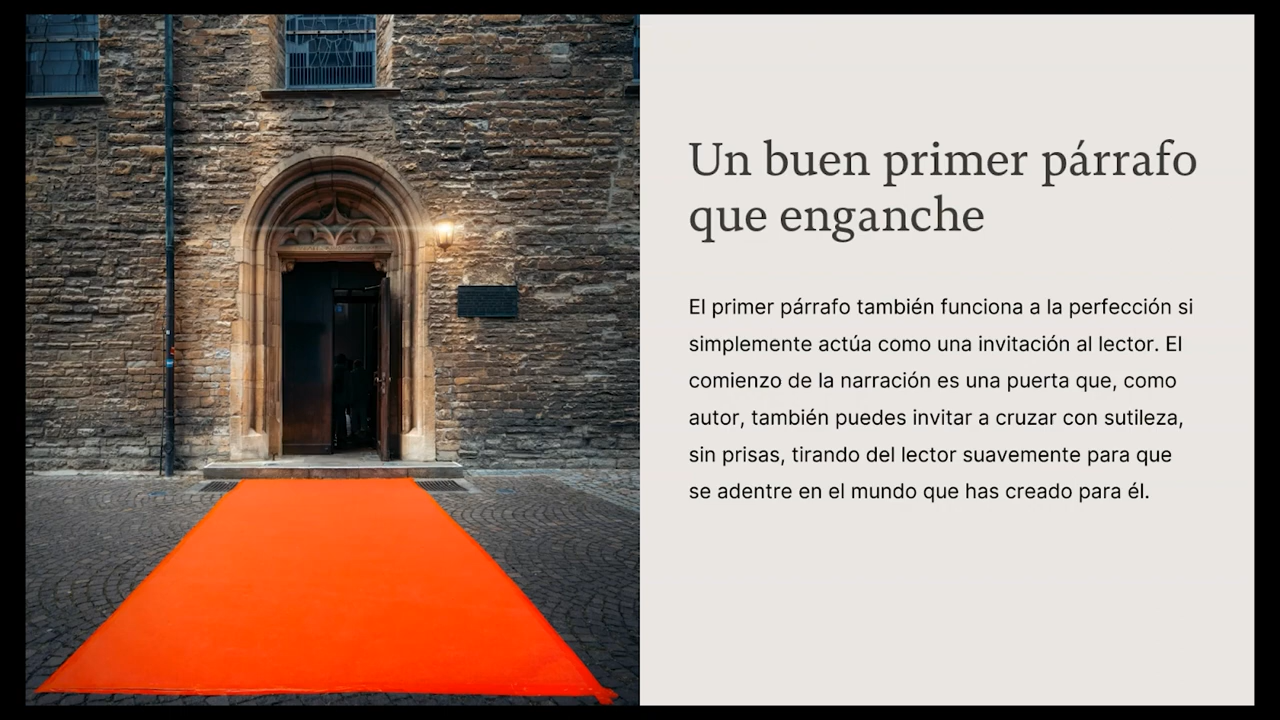 Un buen primer párrafo
que enganche
El primer párrafo también funciona a la perfección si
simplemente actúa como una invitación al lector. El
comienzo de la narración es una puerta que, como
autor, también puedes invitar a cruzar con sutileza,
sin prisas, tirando del lector suavemente para que
se adentre en el mundo que has creado para él.